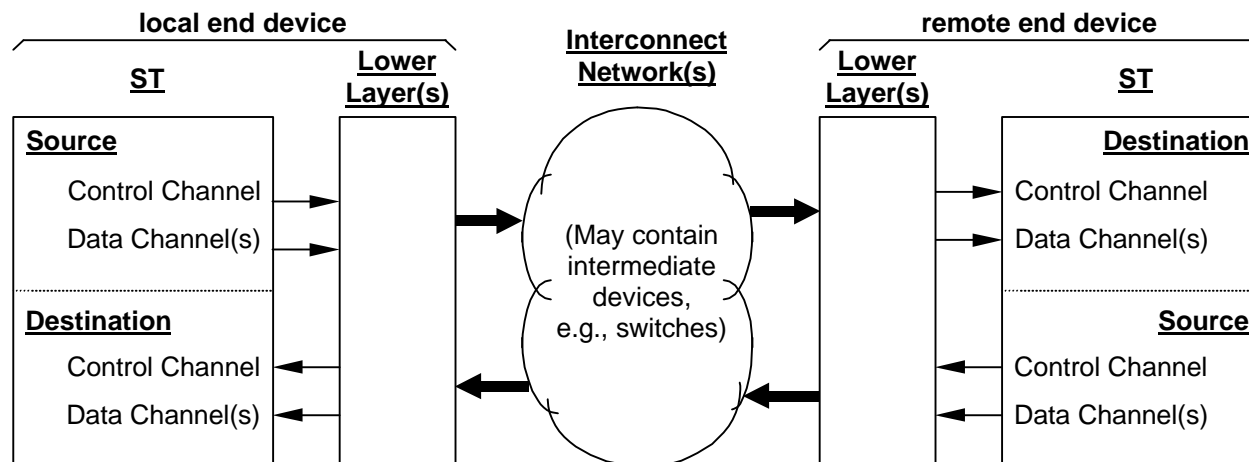 local end device
remote end device
Interconnect
Network(s)
ST
Lower
Layer(s)
Lower
Layer(s)
ST
Source
Control Channel
Data Channel(s)
Destination
Control Channel
Data Channel(s)
(May contain
intermediate
devices,
e.g., switches)
Destination
Control Channel
Data Channel(s)
Source
Control Channel
Data Channel(s)